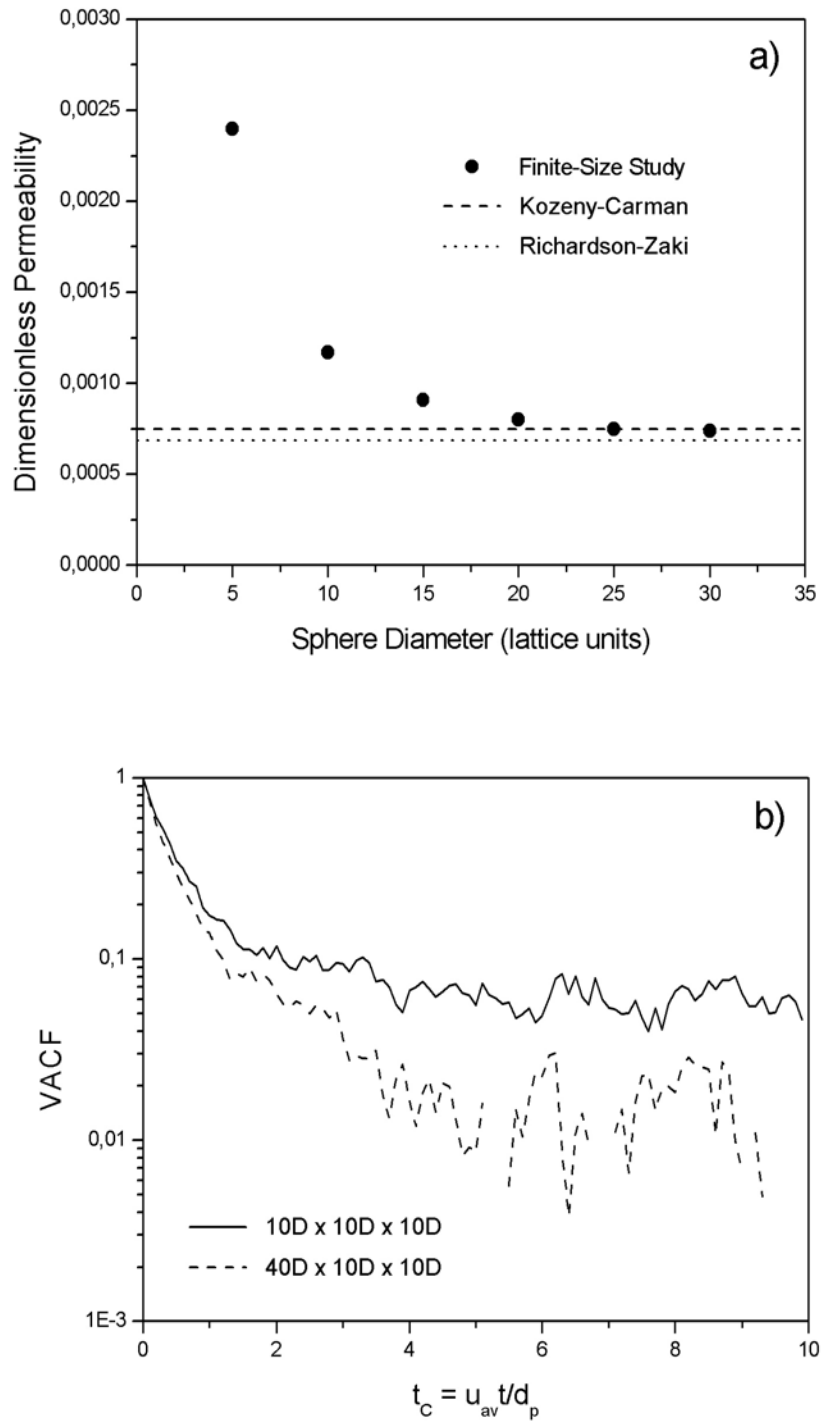 0,0030
a)
0,0025
Finite-Size Study
0,0020
Kozeny-Carman
Richardson-Zaki
0,0015
0,0010
0,0005
0,0000
0 5 10 15 20 25 30 35
Dimensionless Permeability
Sphere Diameter (lattice units)
1
b)
0,1
VACF
0,01
10D x 10D x 10D
40D x 10D x 10D
1E-3
0 2 4 6 8 10
t_C = u_av t/d_p